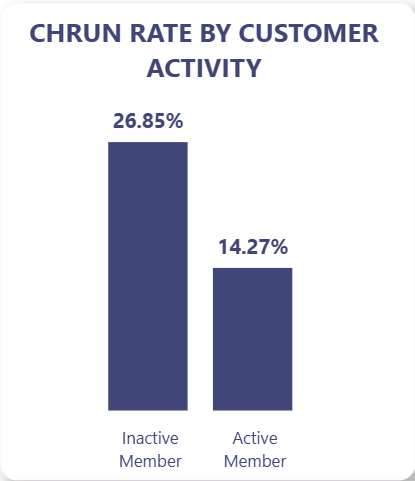 CHRUN RATE BY CUSTOMER
ACTIVITY
26.85%
14.27%
Inactive
Member
Active
Member